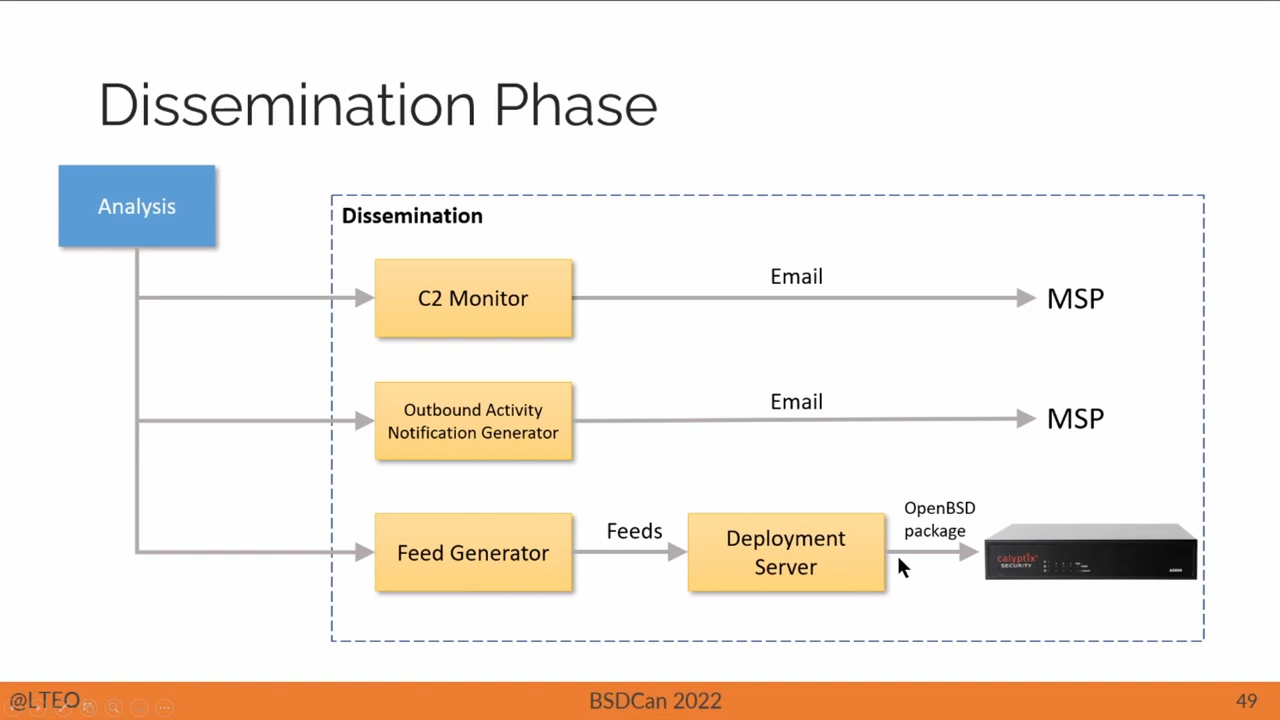 Dissemination Phase
Analysis
Dissemination
C2 Monitor
Email
MSP
Outbound Activity
Notification Generator
Email
MSP
Feed Generator
Feeds
Deployment
Server
OpenBSD
package
calyptix
SECURITY
@LTEO
BSDCan 2022
49